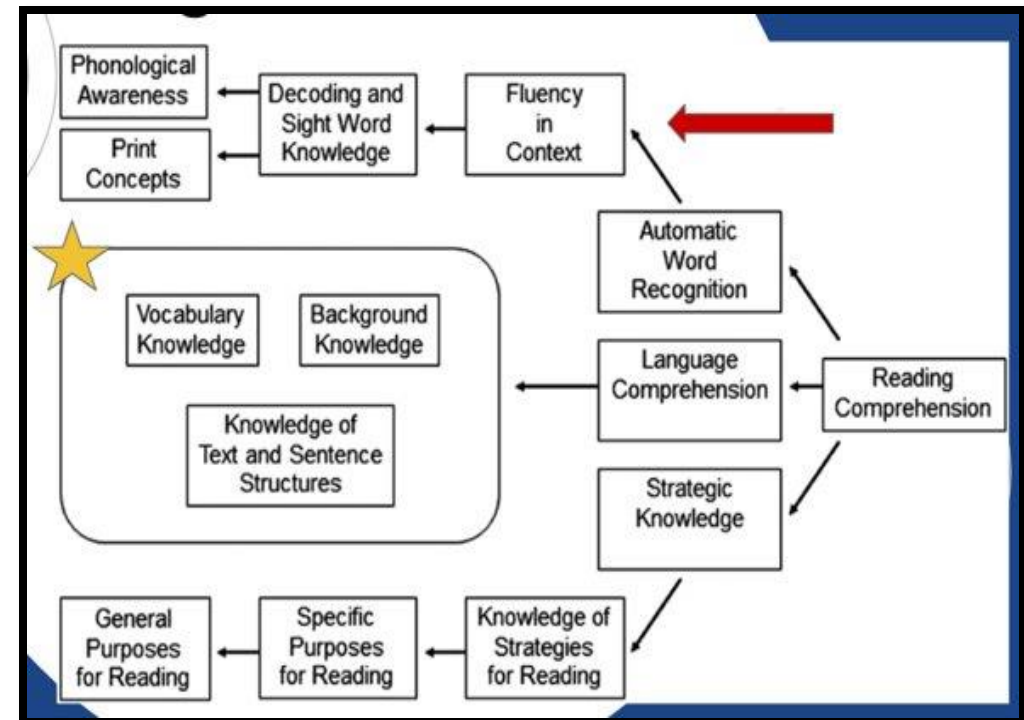 Phonological
Awareness
Print
Concepts
Decoding and
Sight Word
Knowledge
Fluency
in
Context
Automatic
Word
Recognition
Vocabulary
Knowledge
Background
Knowledge
Knowledge of
Text and Sentence
Structures
Language
Comprehension
Reading
Comprehension
Strategic
Knowledge
General
Purposes
for Reading
Specific
Purposes
for Reading
Knowledge of
Strategies
for Reading